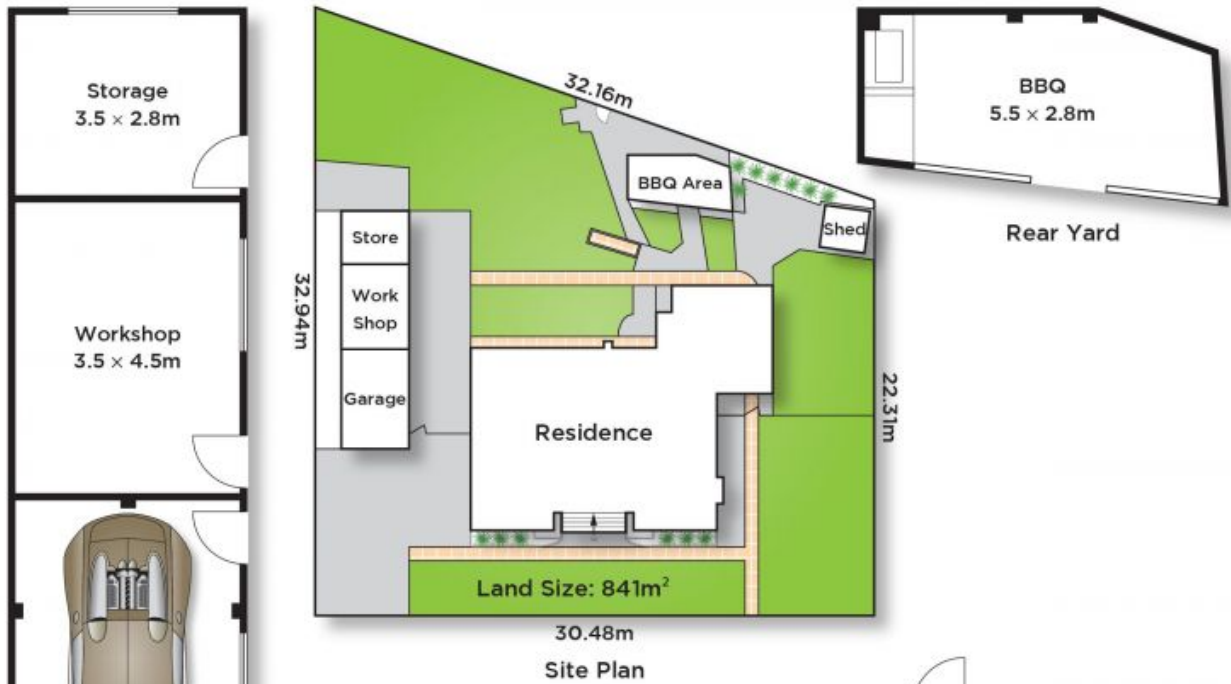 Storage
3.5 × 2.8m
Workshop
3.5 × 4.5m
32.16m
BBQ Area
Shed
Store
Work
Shop
Garage
32.94m
22.31m
Residence
Land Size: 841m²
30.48m
Site Plan
BBQ
5.5 × 2.8m
Rear Yard